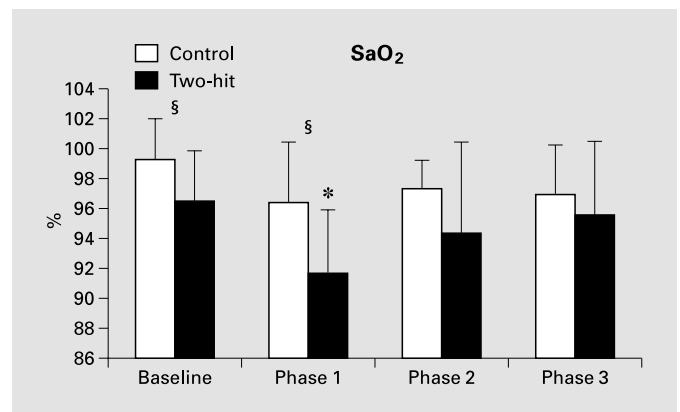 SaO₂
Control
Two-hit
104
102
100
98
96
94
92
90
88
86
%
§
§
*
Baseline
Phase 1
Phase 2
Phase 3